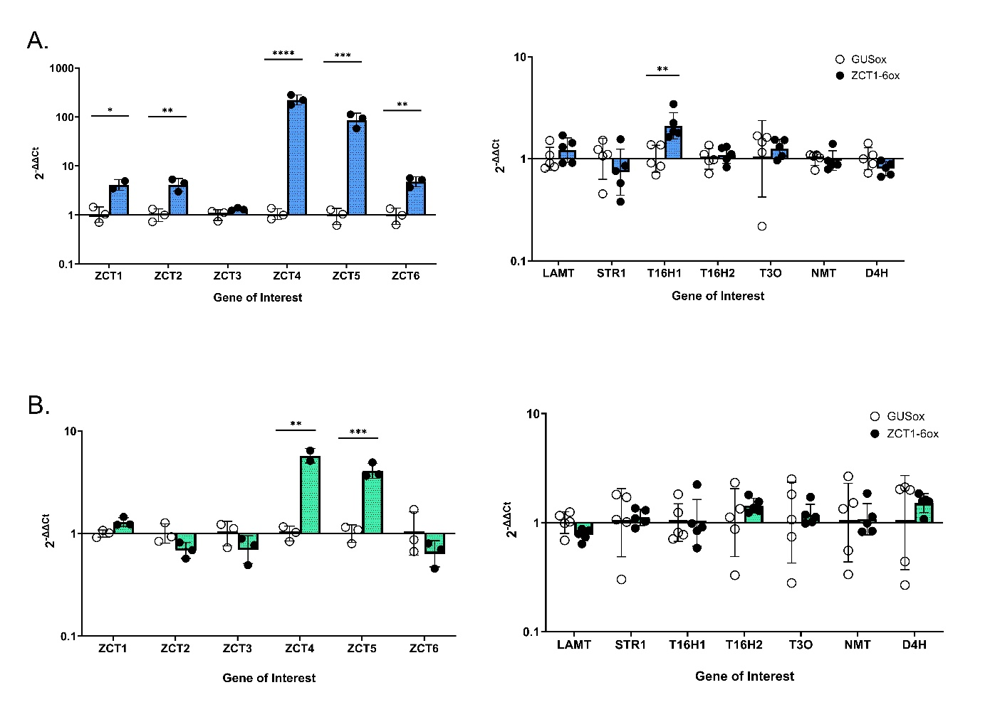 A.
**** ***
* ** **
1000
100
10
1
0.1
2-ΔΔCt
ZCT1 ZCT2 ZCT3 ZCT4 ZCT5 ZCT6
Gene of Interest
GUSox
ZCT1-6ox
**
10
1
0.1
2-ΔΔCt
LAMT STR1 T16H1 T16H2 T3O NMT D4H
Gene of Interest
B.
** ***
10
1
0.1
2-ΔΔCt
ZCT1 ZCT2 ZCT3 ZCT4 ZCT5 ZCT6
Gene of Interest
GUSox
ZCT1-6ox
10
1
0.1
2-ΔΔCt
LAMT STR1 T16H1 T16H2 T3O NMT D4H
Gene of Interest